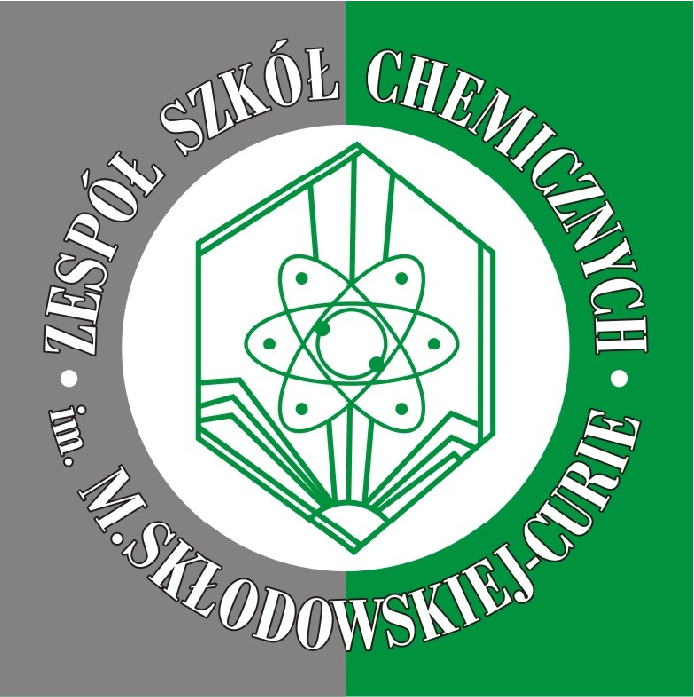 ZESPÓŁ SZKÓŁ CHEMICZNYCH
im. M.SKŁODOWSKIEJ-CURIE